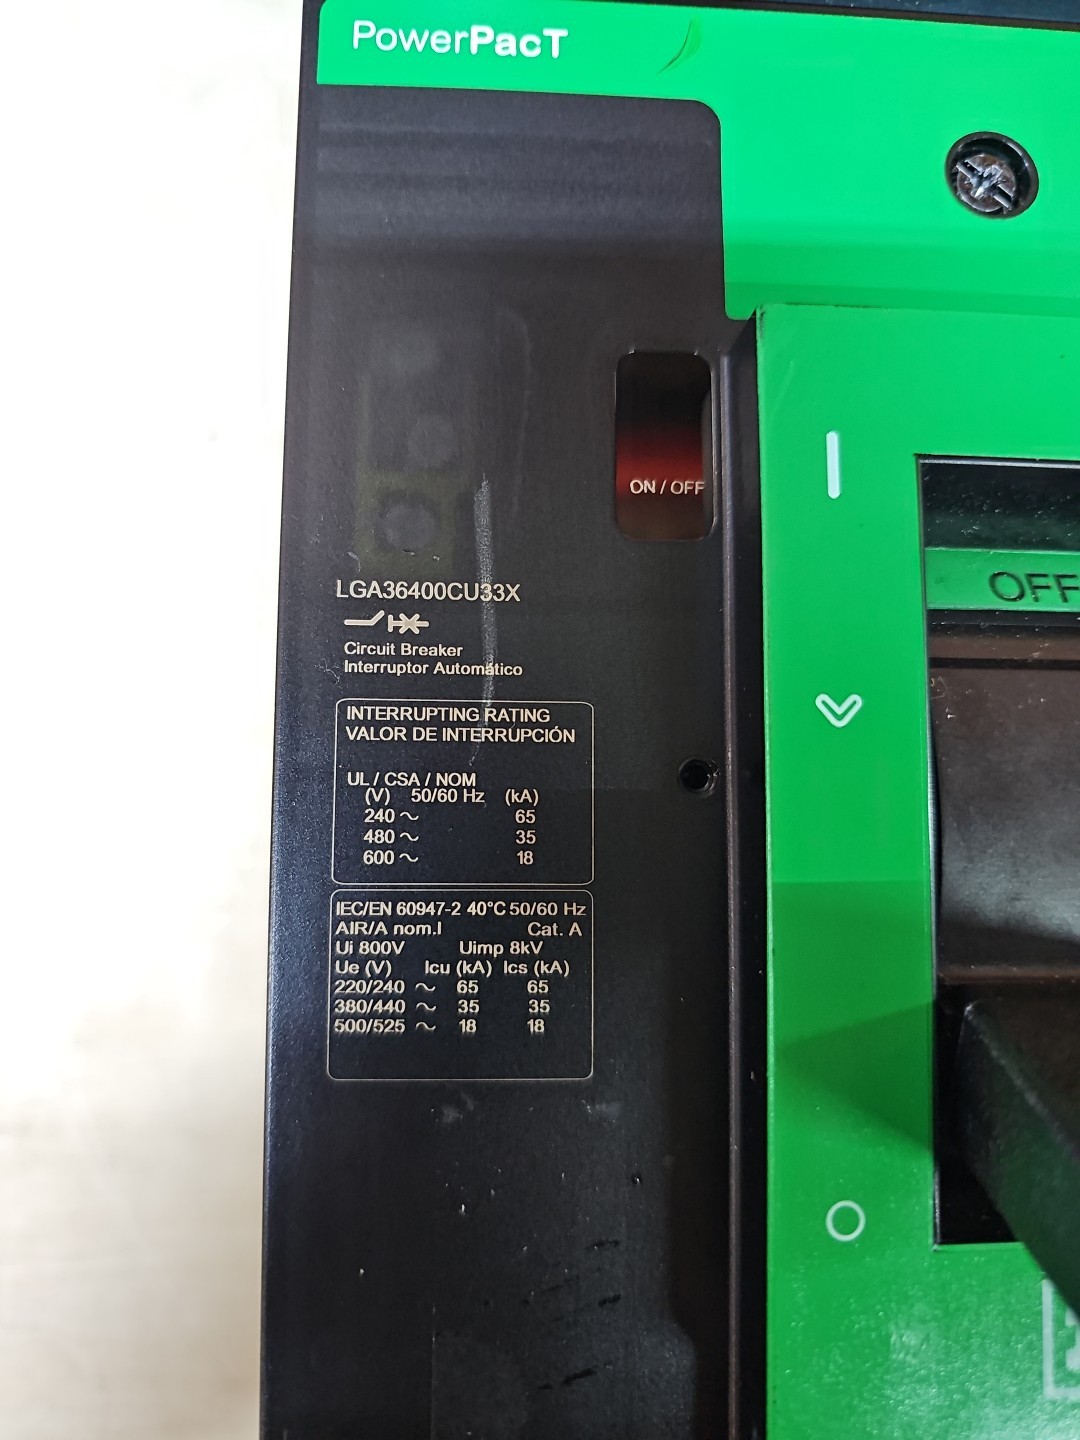 PowerPacT
ON / OFF
OFF
LGA36400CU33X
Circuit Breaker
Interruptor Automático
INTERRUPTING RATING
VALOR DE INTERRUPCIÓN
UL / CSA / NOM
(V) 50/60 Hz (kA)
240 ~ 65
480 ~ 35
600 ~ 18
IEC/EN 60947-2 40°C 50/60 Hz
AIR/A nom.I Cat. A
Ui 800V Uimp 8kV
Ue (V) Icu (kA) Ics (kA)
220/240 ~ 65 65
380/440 ~ 35 35
500/525 ~ 18 18